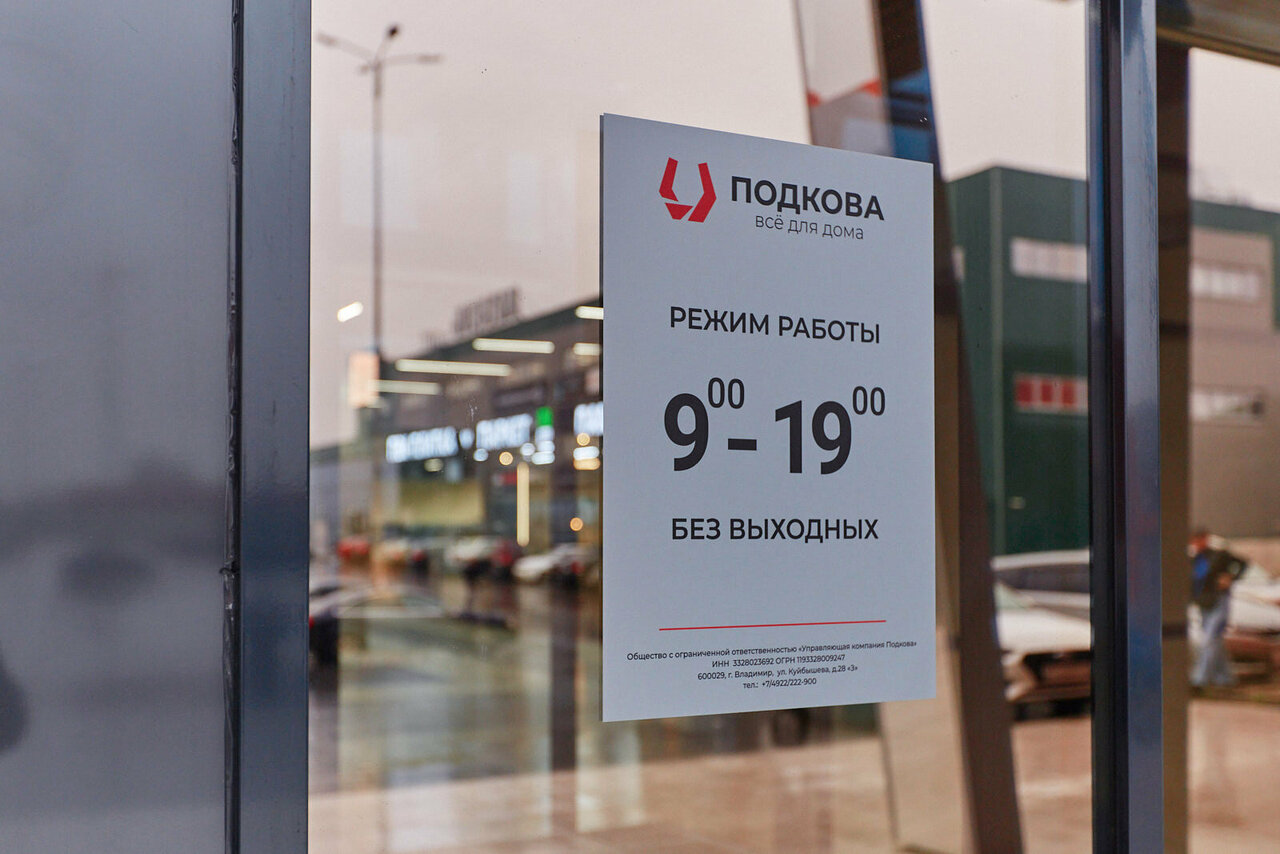 ПОДКОВА
всё для дома
РЕЖИМ РАБОТЫ
9⁰⁰ - 19⁰⁰
БЕЗ ВЫХОДНЫХ
Общество с ограниченной ответственностью «Управляющая компания Подкова»
ИНН 3328023692 ОГРН 1193328009247
600029, г. Владимир, ул. Куйбышева, д.28 «З»
тел.: +7/4922/222-900